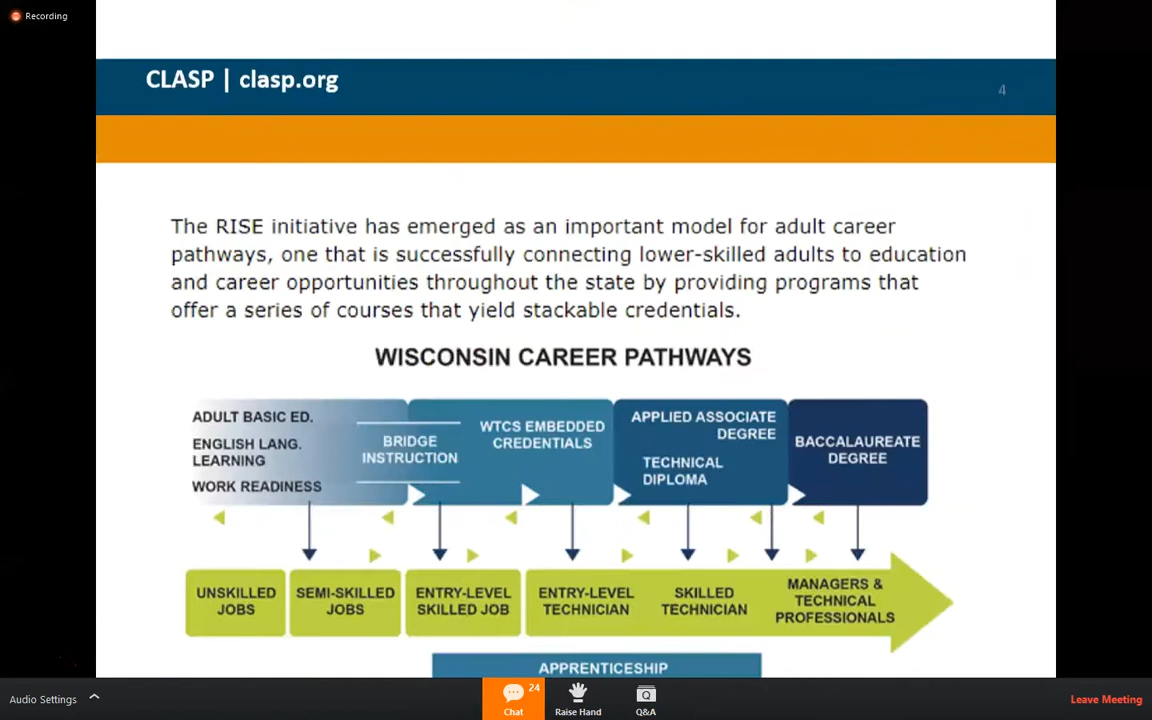 Recording
CLASP | clasp.org
4
The RISE initiative has emerged as an important model for adult career
pathways, one that is successfully connecting lower-skilled adults to education
and career opportunities throughout the state by providing programs that
offer a series of courses that yield stackable credentials.
WISCONSIN CAREER PATHWAYS
ADULT BASIC ED.
ENGLISH LANG.
LEARNING
WORK READINESS
BRIDGE
INSTRUCTION
WTCS EMBEDDED
CREDENTIALS
APPLIED ASSOCIATE
DEGREE
TECHNICAL
DIPLOMA
BACCALAUREATE
DEGREE
UNSKILLED
JOBS
SEMI-SKILLED
JOBS
ENTRY-LEVEL
SKILLED JOB
ENTRY-LEVEL
TECHNICIAN
SKILLED
TECHNICIAN
MANAGERS &
TECHNICAL
PROFESSIONALS
APPRENTICESHIP
Audio Settings
24
Chat
Raise Hand
Q
Q&A
Leave Meeting